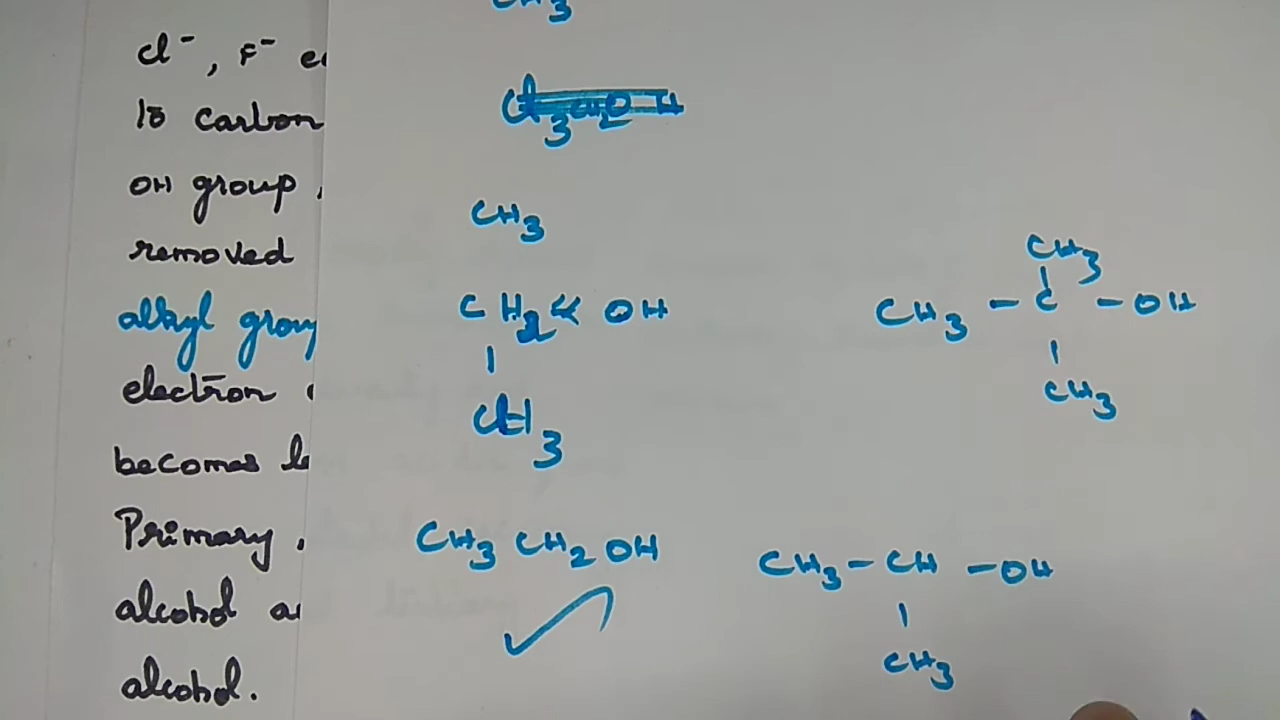 Cl⁻, F⁻
is carbon
OH group,
removed
alkyl group
electron
becomes
Primary,
alcohol
alcohol.
CH3
CH3
CH2 « OH
|
CH3
CH3 CH2 OH
CH3
|
CH3 - C - OH
|
CH3
CH3 - CH - OH
|
CH3